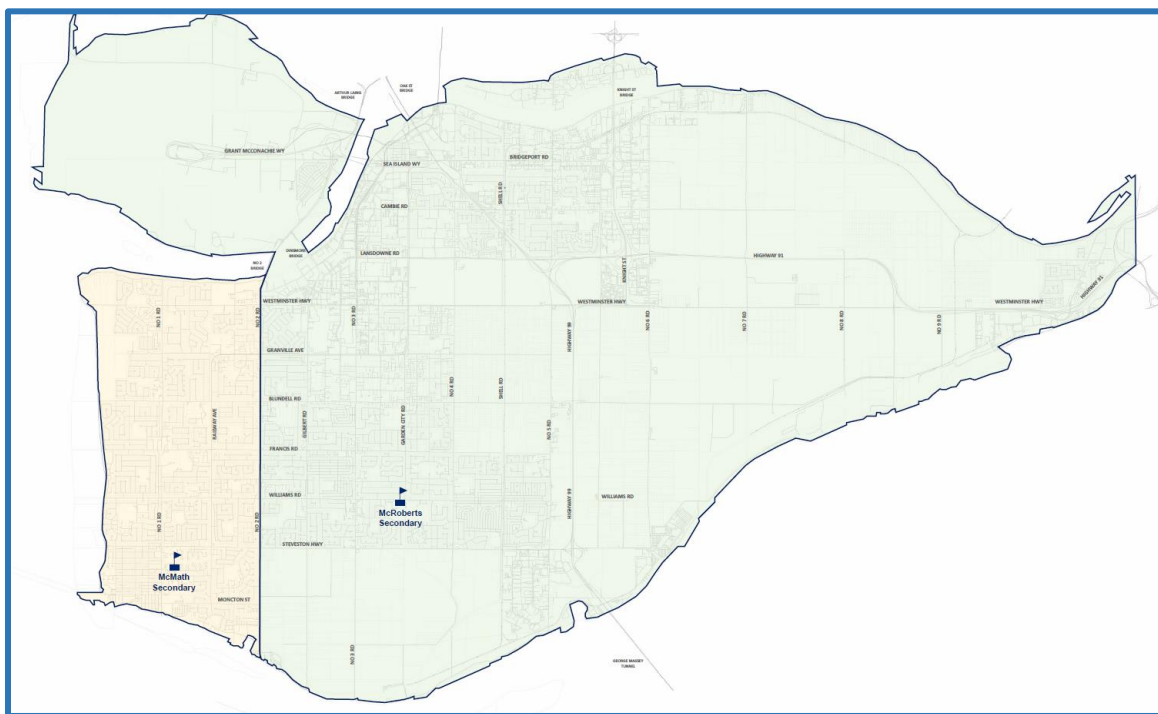 ARTHUR LAING
BRIDGE
OAK ST
BRIDGE
KNIGHT ST
BRIDGE
GRANT MCCONACHIE WY
SEA ISLAND WY
BRIDGEPORT RD
SHELL RD
CAMBIE RD
NO 2
BRIDGE
DINSMORE
BRIDGE
LANSDOWNE RD
KNIGHT ST
HIGHWAY 91
HIGHWAY 91
WESTMINSTER HWY
WESTMINSTER HWY
WESTMINSTER HWY
NO 1 RD
NO 2 RD
NO 3 RD
HIGHWAY 99
NO 6 RD
NO 7 RD
NO 8 RD
NO 9 RD
GRANVILLE AVE
BLUNDELL RD
RAILWAY AVE
GILBERT RD
GARDEN CITY RD
NO 4 RD
SHELL RD
NO 5 RD
FRANCIS RD
WILLIAMS RD
WILLIAMS RD
McRoberts
Secondary
NO 1 RD
NO 2 RD
HIGHWAY 99
STEVESTON HWY
McMath
Secondary
MONCTON ST
NO 3 RD
GEORGE MASSEY
TUNNEL